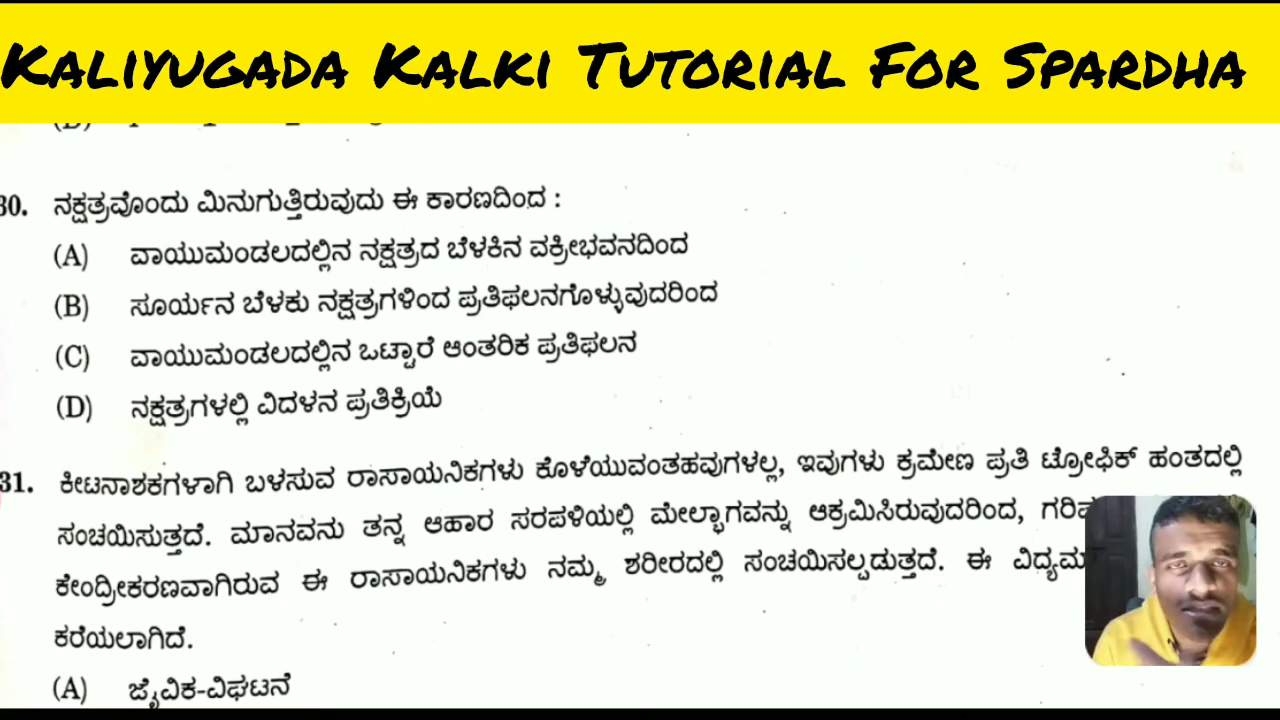 KALIYUGADA KALKI TUTORIAL FOR SPARDHA
30. ನಕ್ಷತ್ರವೊಂದು ಮಿನುಗುತ್ತಿರುವುದು ಈ ಕಾರಣದಿಂದ :
(A) ವಾಯುಮಂಡಲದಲ್ಲಿನ ನಕ್ಷತ್ರದ ಬೆಳಕಿನ ವಕ್ರೀಭವನದಿಂದ
(B) ಸೂರ್ಯನ ಬೆಳಕು ನಕ್ಷತ್ರಗಳಿಂದ ಪ್ರತಿಫಲನಗೊಳ್ಳುವುದರಿಂದ
(C) ವಾಯುಮಂಡಲದಲ್ಲಿನ ಒಟ್ಟಾರೆ ಆಂತರಿಕ ಪ್ರತಿಫಲನ
(D) ನಕ್ಷತ್ರಗಳಲ್ಲಿ ವಿದಳನ ಪ್ರತಿಕ್ರಿಯೆ
31. ಕೀಟನಾಶಕಗಳಾಗಿ ಬಳಸುವ ರಾಸಾಯನಿಕಗಳು ಕೊಳೆಯುವಂತಹವುಗಳಲ್ಲ, ಇವುಗಳು ಕ್ರಮೇಣ ಪ್ರತಿ ಟ್ರೋಫಿಕ್ ಹಂತದಲ್ಲಿ
ಸಂಚಯಿಸುತ್ತದೆ. ಮಾನವನು ತನ್ನ ಆಹಾರ ಸರಪಳಿಯಲ್ಲಿ ಮೇಲ್ಭಾಗವನ್ನು ಆಕ್ರಮಿಸಿರುವುದರಿಂದ,
ಕೇಂದ್ರೀಕರಣವಾಗಿರುವ ಈ ರಾಸಾಯನಿಕಗಳು ನಮ್ಮ ಶರೀರದಲ್ಲಿ ಸಂಚಯಿಸಲ್ಪಡುತ್ತದೆ. ಈ
ಕರೆಯಲಾಗಿದೆ.
(A) ಜೈವಿಕ-ವಿಘಟನೆ